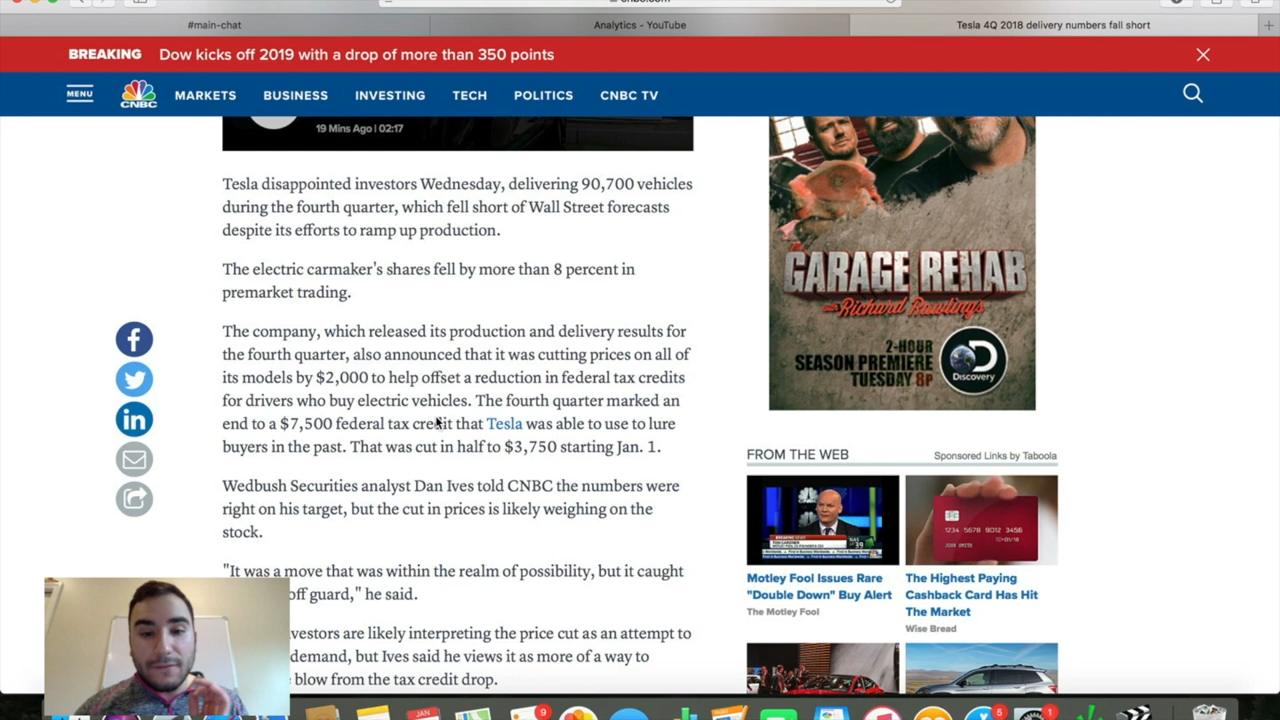 cnbc.com
#main-chat
Analytics - YouTube
Tesla 4Q 2018 delivery numbers fall short
BREAKING Dow kicks off 2019 with a drop of more than 350 points
MENU
CNBC
MARKETS
BUSINESS
INVESTING
TECH
POLITICS
CNBC TV
19 Mins Ago | 02:17
Tesla disappointed investors Wednesday, delivering 90,700 vehicles
during the fourth quarter, which fell short of Wall Street forecasts
despite its efforts to ramp up production.
The electric carmaker's shares fell by more than 8 percent in
premarket trading.
The company, which released its production and delivery results for
the fourth quarter, also announced that it was cutting prices on all of
its models by $2,000 to help offset a reduction in federal tax credits
for drivers who buy electric vehicles. The fourth quarter marked an
end to a $7,500 federal tax credit that Tesla was able to use to lure
buyers in the past. That was cut in half to $3,750 starting Jan. 1.
Wedbush Securities analyst Dan Ives told CNBC the numbers were
right on his target, but the cut in prices is likely weighing on the
stock.
"It was a move that was within the realm of possibility, but it caught
off guard," he said.
vestors are likely interpreting the price cut as an attempt to
demand, but Ives said he views it as more of a way to
blow from the tax credit drop.
GARAGE REHAB
with Richard Rawlings
2-HOUR
SEASON PREMIERE
TUESDAY 8P
Discovery
FROM THE WEB
Sponsored Links by Taboola
Motley Fool Issues Rare
"Double Down" Buy Alert
The Motley Fool
1234 5678 9012 3456
The Highest Paying
Cashback Card Has Hit
The Market
Wise Bread
JAN
9
5
1